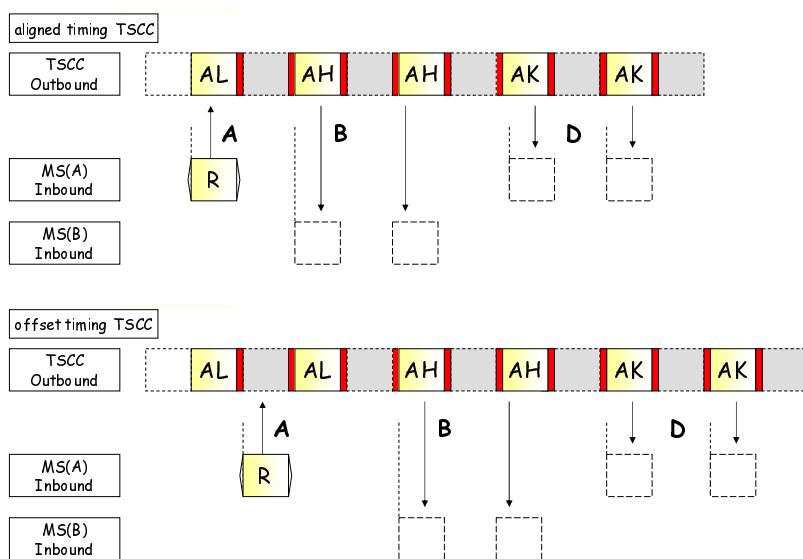 aligned timing TSCC
TSCC
Outbound
AL AH AH AK AK
A B D
MS(A)
Inbound
R
MS(B)
Inbound
offset timing TSCC
TSCC
Outbound
AL AL AH AH AK AK
A B D
MS(A)
Inbound
R
MS(B)
Inbound